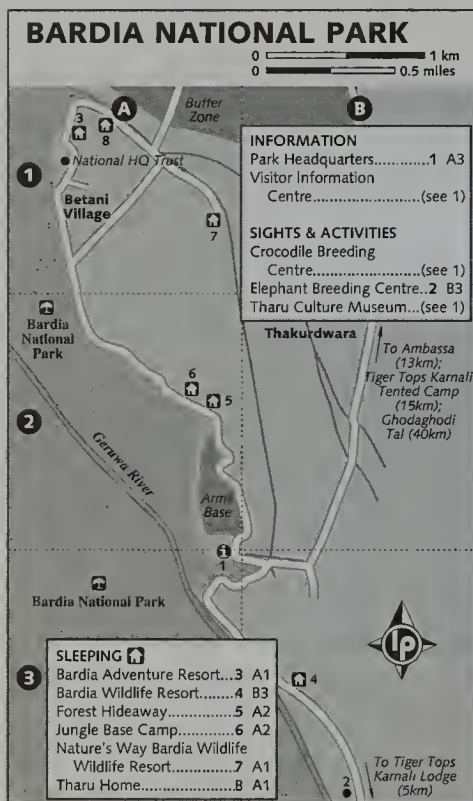 BARDIA NATIONAL PARK
0 1 km
0 0.5 miles
A
B
Buffer
Zone
3
8
National HQ Trust
1
Betani
Village
7
INFORMATION
Park Headquarters............1 A3
Visitor Information
Centre....................(see 1)
SIGHTS & ACTIVITIES
Crocodile Breeding
Centre....................(see 1)
Elephant Breeding Centre..2 B3
Tharu Culture Museum...(see 1)
Bardia
National
Park
Thakurdwara
To Ambassa
(13km);
Tiger Tops Karnali
Tented Camp
(15km);
Ghodaghodi
Tal (40km)
6
5
2
Geruwa River
Army
Base
1
Bardia National Park
lp
3
SLEEPING
Bardia Adventure Resort...3 A1
Bardia Wildlife Resort......4 B3
Forest Hideaway..............5 A2
Jungle Base Camp...........6 A2
Nature's Way Bardia Wildlife
Wildlife Resort..............7 A1
Tharu Home....................8 A1
4
2
To Tiger Tops
Karnali Lodge
(5km)